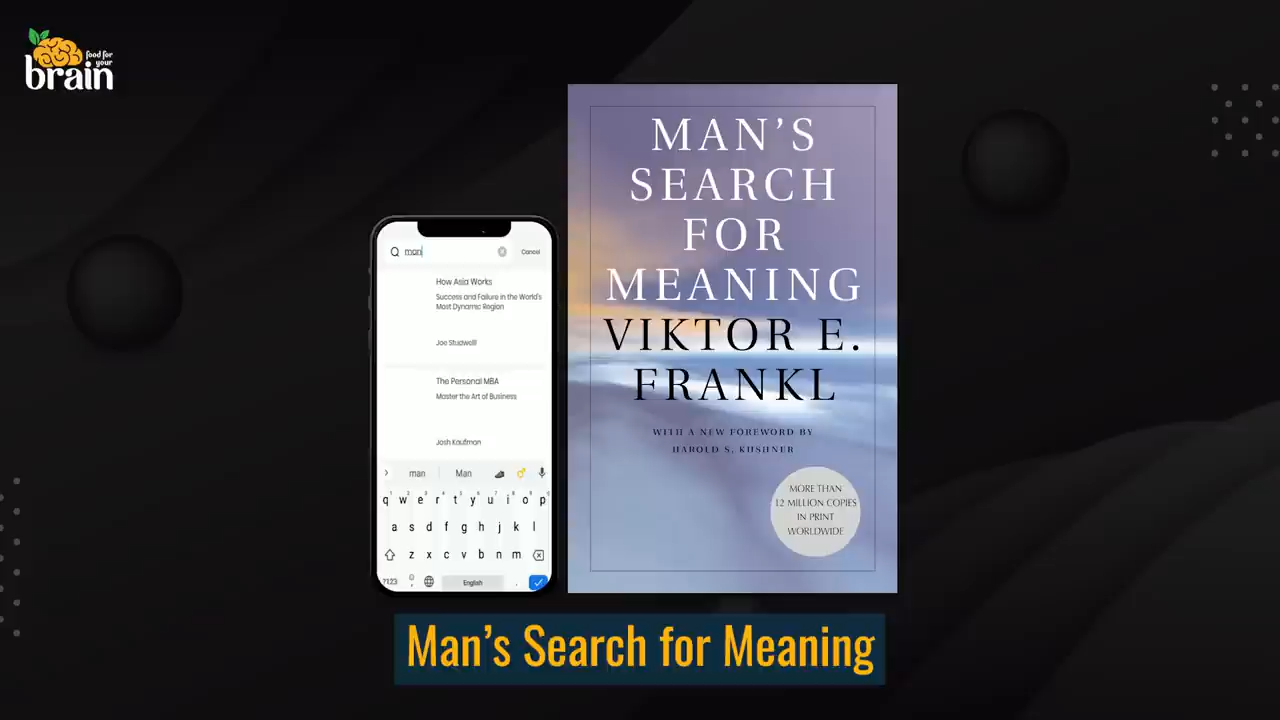 food for
your
brain
MAN'S
SEARCH
FOR
MEANING
VIKTOR E.
FRANKL
WITH A NEW FOREWORD BY
HAROLD S. KUSHNER
MORE THAN
12 MILLION COPIES
IN PRINT
WORLDWIDE
man
Cancel
How Asia Works
Success and Failure in the World's
Most Dynamic Region
Joe Studwell
The Personal MBA
Master the Art of Business
Josh Kaufman
man Man
q w e r t y u i o p
a s d f g h j k l
z x c v b n m
?123 , English .
Man's Search for Meaning